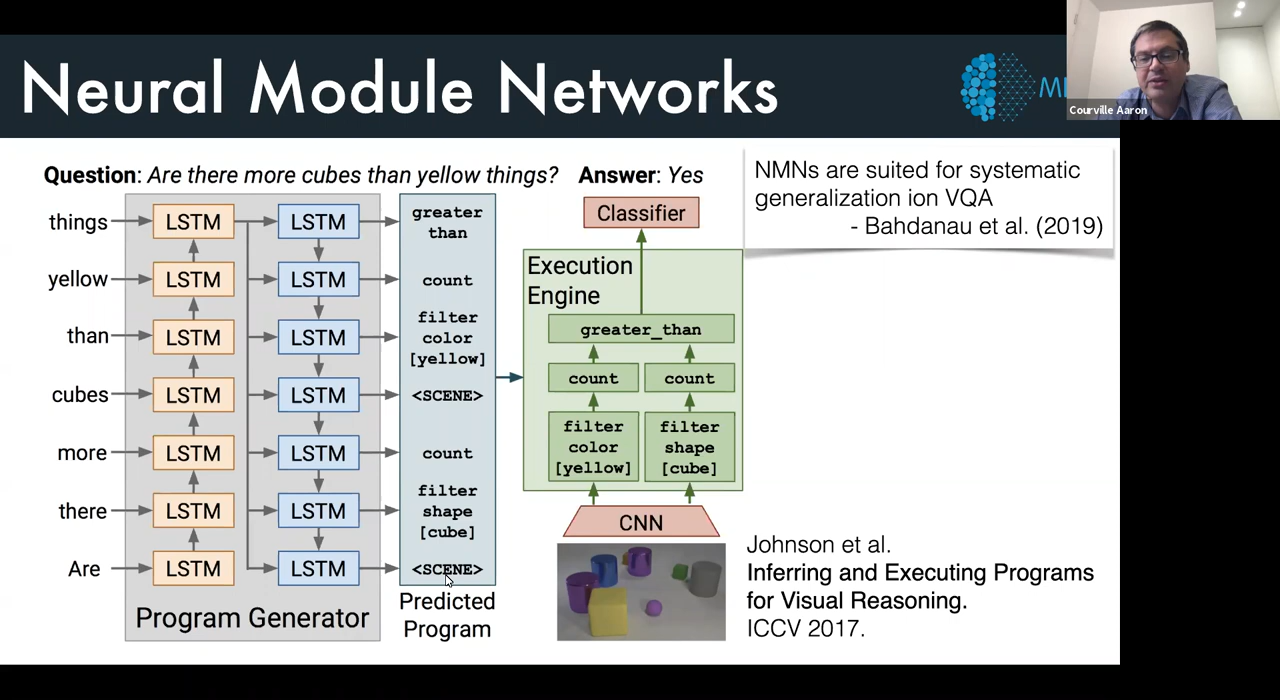 Neural Module Networks
Courville Aaron
Question: Are there more cubes than yellow things? Answer: Yes
NMNs are suited for systematic
generalization ion VQA
- Bahdanau et al. (2019)
things
LSTM
LSTM
greater
than
yellow
LSTM
LSTM
count
than
LSTM
LSTM
filter
color
[yellow]
cubes
LSTM
LSTM
<SCENE>
more
LSTM
LSTM
count
there
LSTM
LSTM
filter
shape
[cube]
Are
LSTM
LSTM
<SCENE>
Program Generator
Predicted
Program
Classifier
Execution
Engine
greater_than
count
count
filter
color
[yellow]
filter
shape
[cube]
CNN
Johnson et al.
Inferring and Executing Programs
for Visual Reasoning.
ICCV 2017.